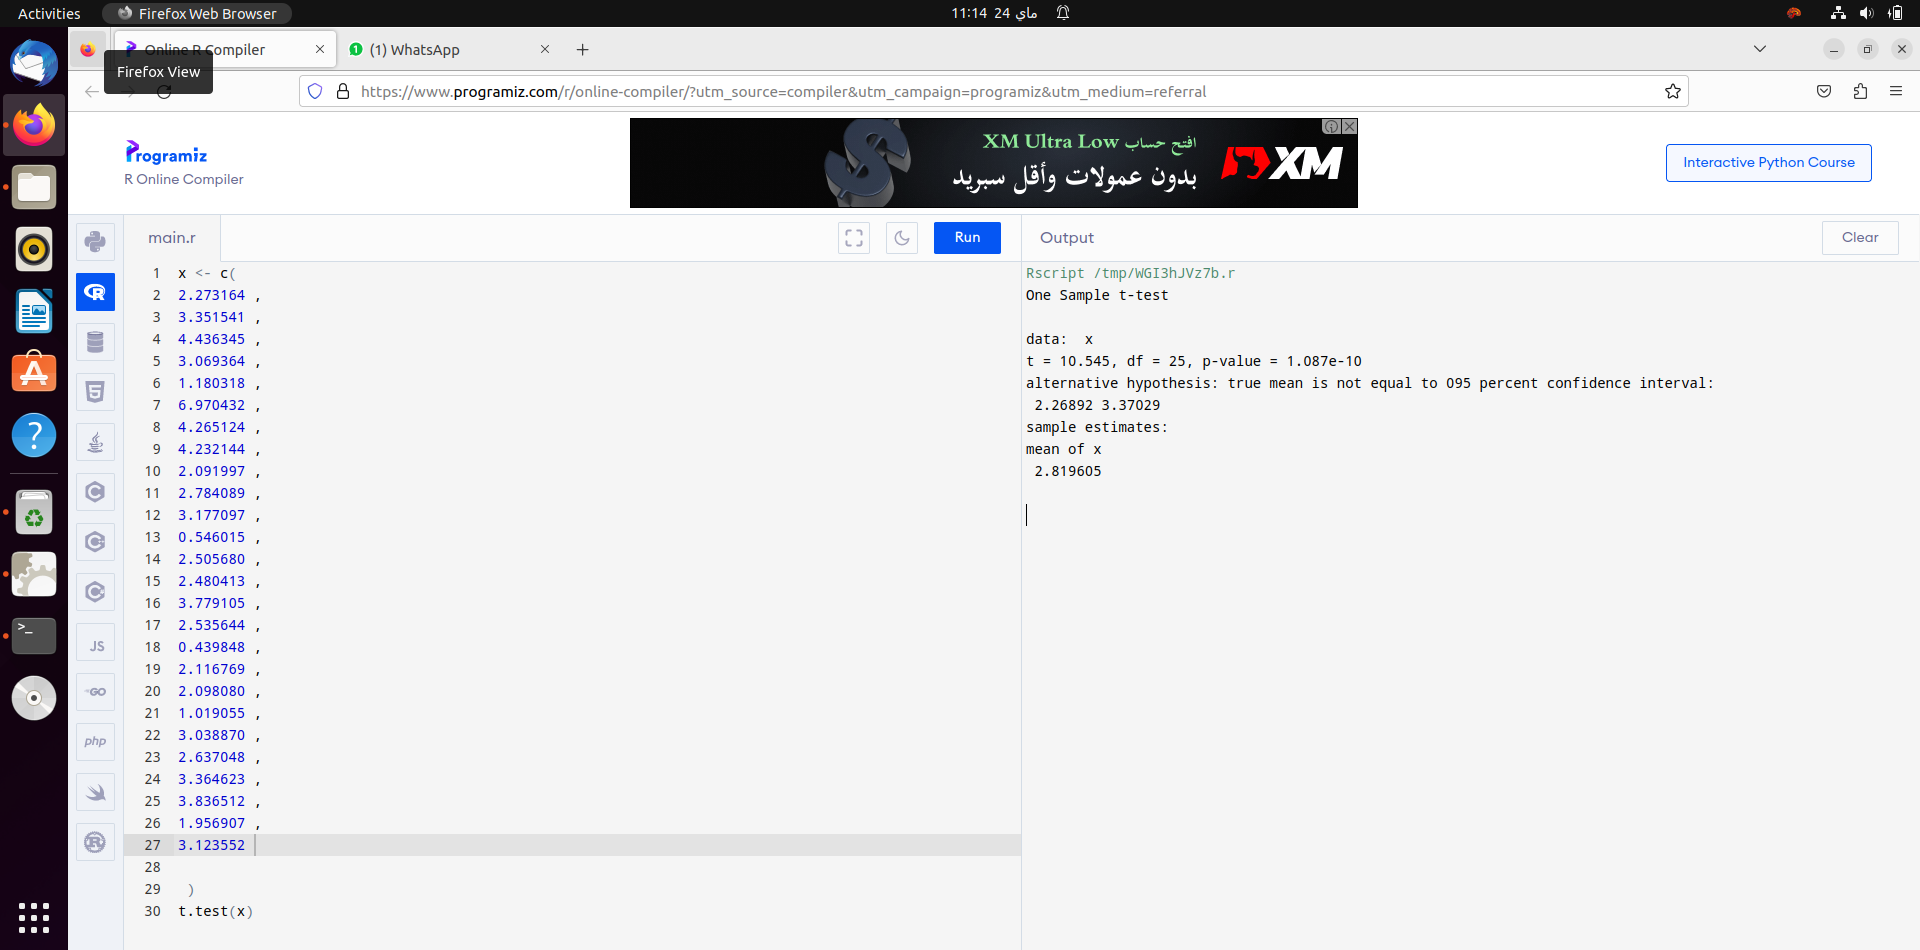 Activities
Firefox Web Browser
11:14 24 ماي
Online R Compiler
(1) WhatsApp
Firefox View
https://www.programiz.com/r/online-compiler/?utm_source=compiler&utm_campaign=programiz&utm_medium=referral
Programiz
R Online Compiler
افتح حساب XM Ultra Low
بدون عمولات وأقل سبريد
XM
Interactive Python Course
main.r
Run
Output
Clear
1 x <- c(
2 2.273164 ,
3 3.351541 ,
4 4.436345 ,
5 3.069364 ,
6 1.180318 ,
7 6.970432 ,
8 4.265124 ,
9 4.232144 ,
10 2.091997 ,
11 2.784089 ,
12 3.177097 ,
13 0.546015 ,
14 2.505680 ,
15 2.480413 ,
16 3.779105 ,
17 2.535644 ,
18 0.439848 ,
19 2.116769 ,
20 2.098080 ,
21 1.019055 ,
22 3.038870 ,
23 2.637048 ,
24 3.364623 ,
25 3.836512 ,
26 1.956907 ,
27 3.123552
28
29 )
30 t.test(x)
Rscript /tmp/WGI3hJVz7b.r
One Sample t-test
data:  x
t = 10.545, df = 25, p-value = 1.087e-10
alternative hypothesis: true mean is not equal to 095 percent confidence interval:
2.26892 3.37029
sample estimates:
mean of x
2.819605
JS
GO
php